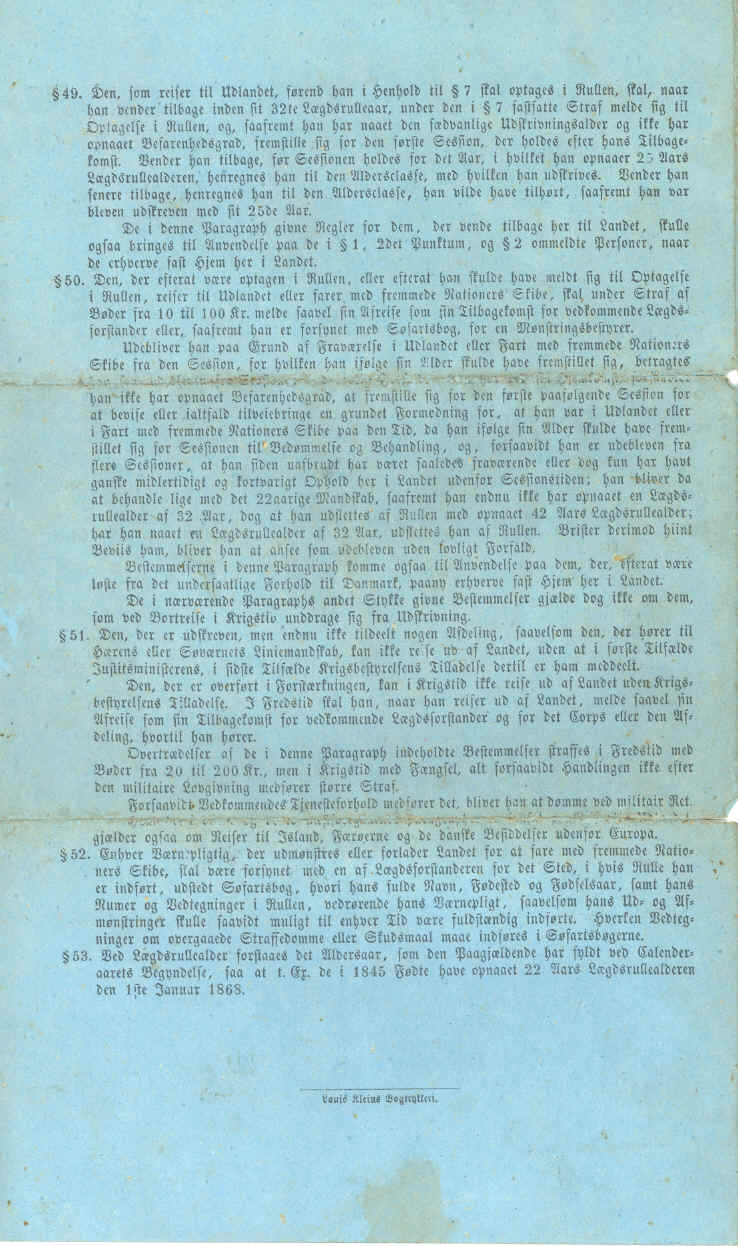 §49. Den, som reiser til Udlandet, førend han i Henhold til § 7 skal optages i Rullen, skal, naar
han vender tilbage inden sit 32te Lægdsrulleaar, under den i § 7 fastsatte Straf melde sig til
Optagelse i Rullen, og, saafremt han har naaet den sædvanlige Udskrivningsalder og ikke har
opnaaet Befarenhedsgrad, fremstille sig for den første Session, der holdes efter hans Tilbage-
komst. Vender han tilbage, før Sessionen holdes for det Aar, i hvilket han opnaaer 25 Aars
Lægdsrullealderen, henregnes han til den Aldersclasse, med hvilken han udskrives. Vender han
senere tilbage, henregnes han til den Aldersclasse, han vilde have tilhørt, saafremt han var
bleven udskreven med sit 25de Aar.
De i denne Paragraph givne Regler for dem, der vende tilbage her til Landet, skulle
ogsaa bringes til Anvendelse paa de i § 1, 2det Punktum, og § 2 ommeldte Personer, naar
de erhverve fast Hjem her i Landet.
§50. Den, der efterat være optagen i Rullen, eller efterat han skulde have meldt sig til Optagelse
i Rullen, reiser til Udlandet eller farer med fremmede Nationers Skibe, skal under Straf af
Bøder fra 10 til 100 Kr. melde saavel sin Afreise som sin Tilbagekomst for vedkommende Lægds-
forstander eller, saafremt han er forsynet med Søfartsbog, for en Mønstringsbestyrer.
Udebliver han paa Grund af Fraværelse i Udlandet eller Fart med fremmede Nationers
Skibe fra den Session, for hvilken han ifølge sin Alder skulde have fremstillet sig, betragtes
han ikke har opnaaet Befarenhedsgrad, at fremstille sig for den første paafølgende Session for
at bevise eller ialtfald tilveiebringe en grundet Formodning for, at han var i Udlandet eller
i Fart med fremmede Nationers Skibe paa den Tid, da han ifølge sin Alder skulde have frem-
stillet sig for Sessionen til Bedømmelse og Behandling, og, forsaavidt han er udebleven fra
flere Sessioner, at han siden uafbrudt har været saaledes fraværende eller dog kun har havt
ganske midlertidigt og kortvarigt Ophold her i Landet udenfor Sessionstiden; han bliver da
at behandle lige med det 22aarige Mandskab, saafremt han endnu ikke har opnaaet en Lægds-
rullealder af 32 Aar, dog at han udslettes af Rullen med opnaaet 42 Aars Lægdsrullealder;
har han naaet en Lægdsrullealder af 32 Aar, udslettes han af Rullen. Brister derimod hiint
Beviis ham, bliver han at ansee som udebleven uden lovligt Forfald.
Bestemmelserne i denne Paragraph komme ogsaa til Anvendelse paa dem, der, efterat være
løste fra det undersaatlige Forhold til Danmark, paany erhverve fast Hjem her i Landet.
De i nærværende Paragraphs andet Stykke givne Bestemmelser gjælde dog ikke om dem,
som ved Bortreise i Krigstid unddrage sig fra Udskrivning.
§51. Den, der er udskreven, men endnu ikke tildeelt nogen Afdeling, saavelsom den, der hører til
Hærens eller Søværnets Liniemandskab, kan ikke reise ud af Landet, uden at i første Tilfælde
Justitsministerens, i sidste Tilfælde Krigsbestyrelsens Tilladelse dertil er ham meddeelt.
Den, der er overført i Forstærkningen, kan i Krigstid ikke reise ud af Landet uden Krigs-
bestyrelsens Tilladelse. I Fredstid skal han, naar han reiser ud af Landet, melde saavel sin
Afreise som sin Tilbagekomst for vedkommende Lægdsforstander og for det Corps eller den Af-
deling, hvortil han hører.
Overtrædelser af de i denne Paragraph indeholdte Bestemmelser straffes i Fredstid med
Bøder fra 20 til 200 Kr., men i Krigstid med Fængsel, alt forsaavidt Handlingen ikke efter
den militaire Lovgivning medfører større Straf.
Forsaavidt Vedkommendes Tjenesteforhold medfører det, bliver han at dømme ved militair Ret.
gjælder ogsaa om Reiser til Island, Færøerne og de danske Besiddelser udenfor Europa.
§52. Enhver Værnepligtig, der udmønstres eller forlader Landet for at fare med fremmede Natio-
ners Skibe, skal være forsynet med en af Lægdsforstanderen for det Sted, i hvis Rulle han
er indført, udstedt Søfartsbog, hvori hans fulde Navn, Fødested og Fødselsaar, samt hans
Numer og Vedtegninger i Rullen, vedrørende hans Værnepligt, saavelsom hans Ud- og Af-
mønstringer skulle saavidt muligt til enhver Tid være fuldstændig indførte. Hverken Vedteg-
ninger om overgaaede Straffedomme eller Skudsmaal maae indføres i Søfartsbøgerne.
§53. Ved Lægdsrullealder forstaaes det Aldersaar, som den Paagjældende har fyldt ved Calender-
aarets Begyndelse, saa at t. Ex. de i 1845 Fødte have opnaaet 22 Aars Lægdsrullealderen
den 1ste Januar 1868.
Louis Kleins Bogtrykkeri.